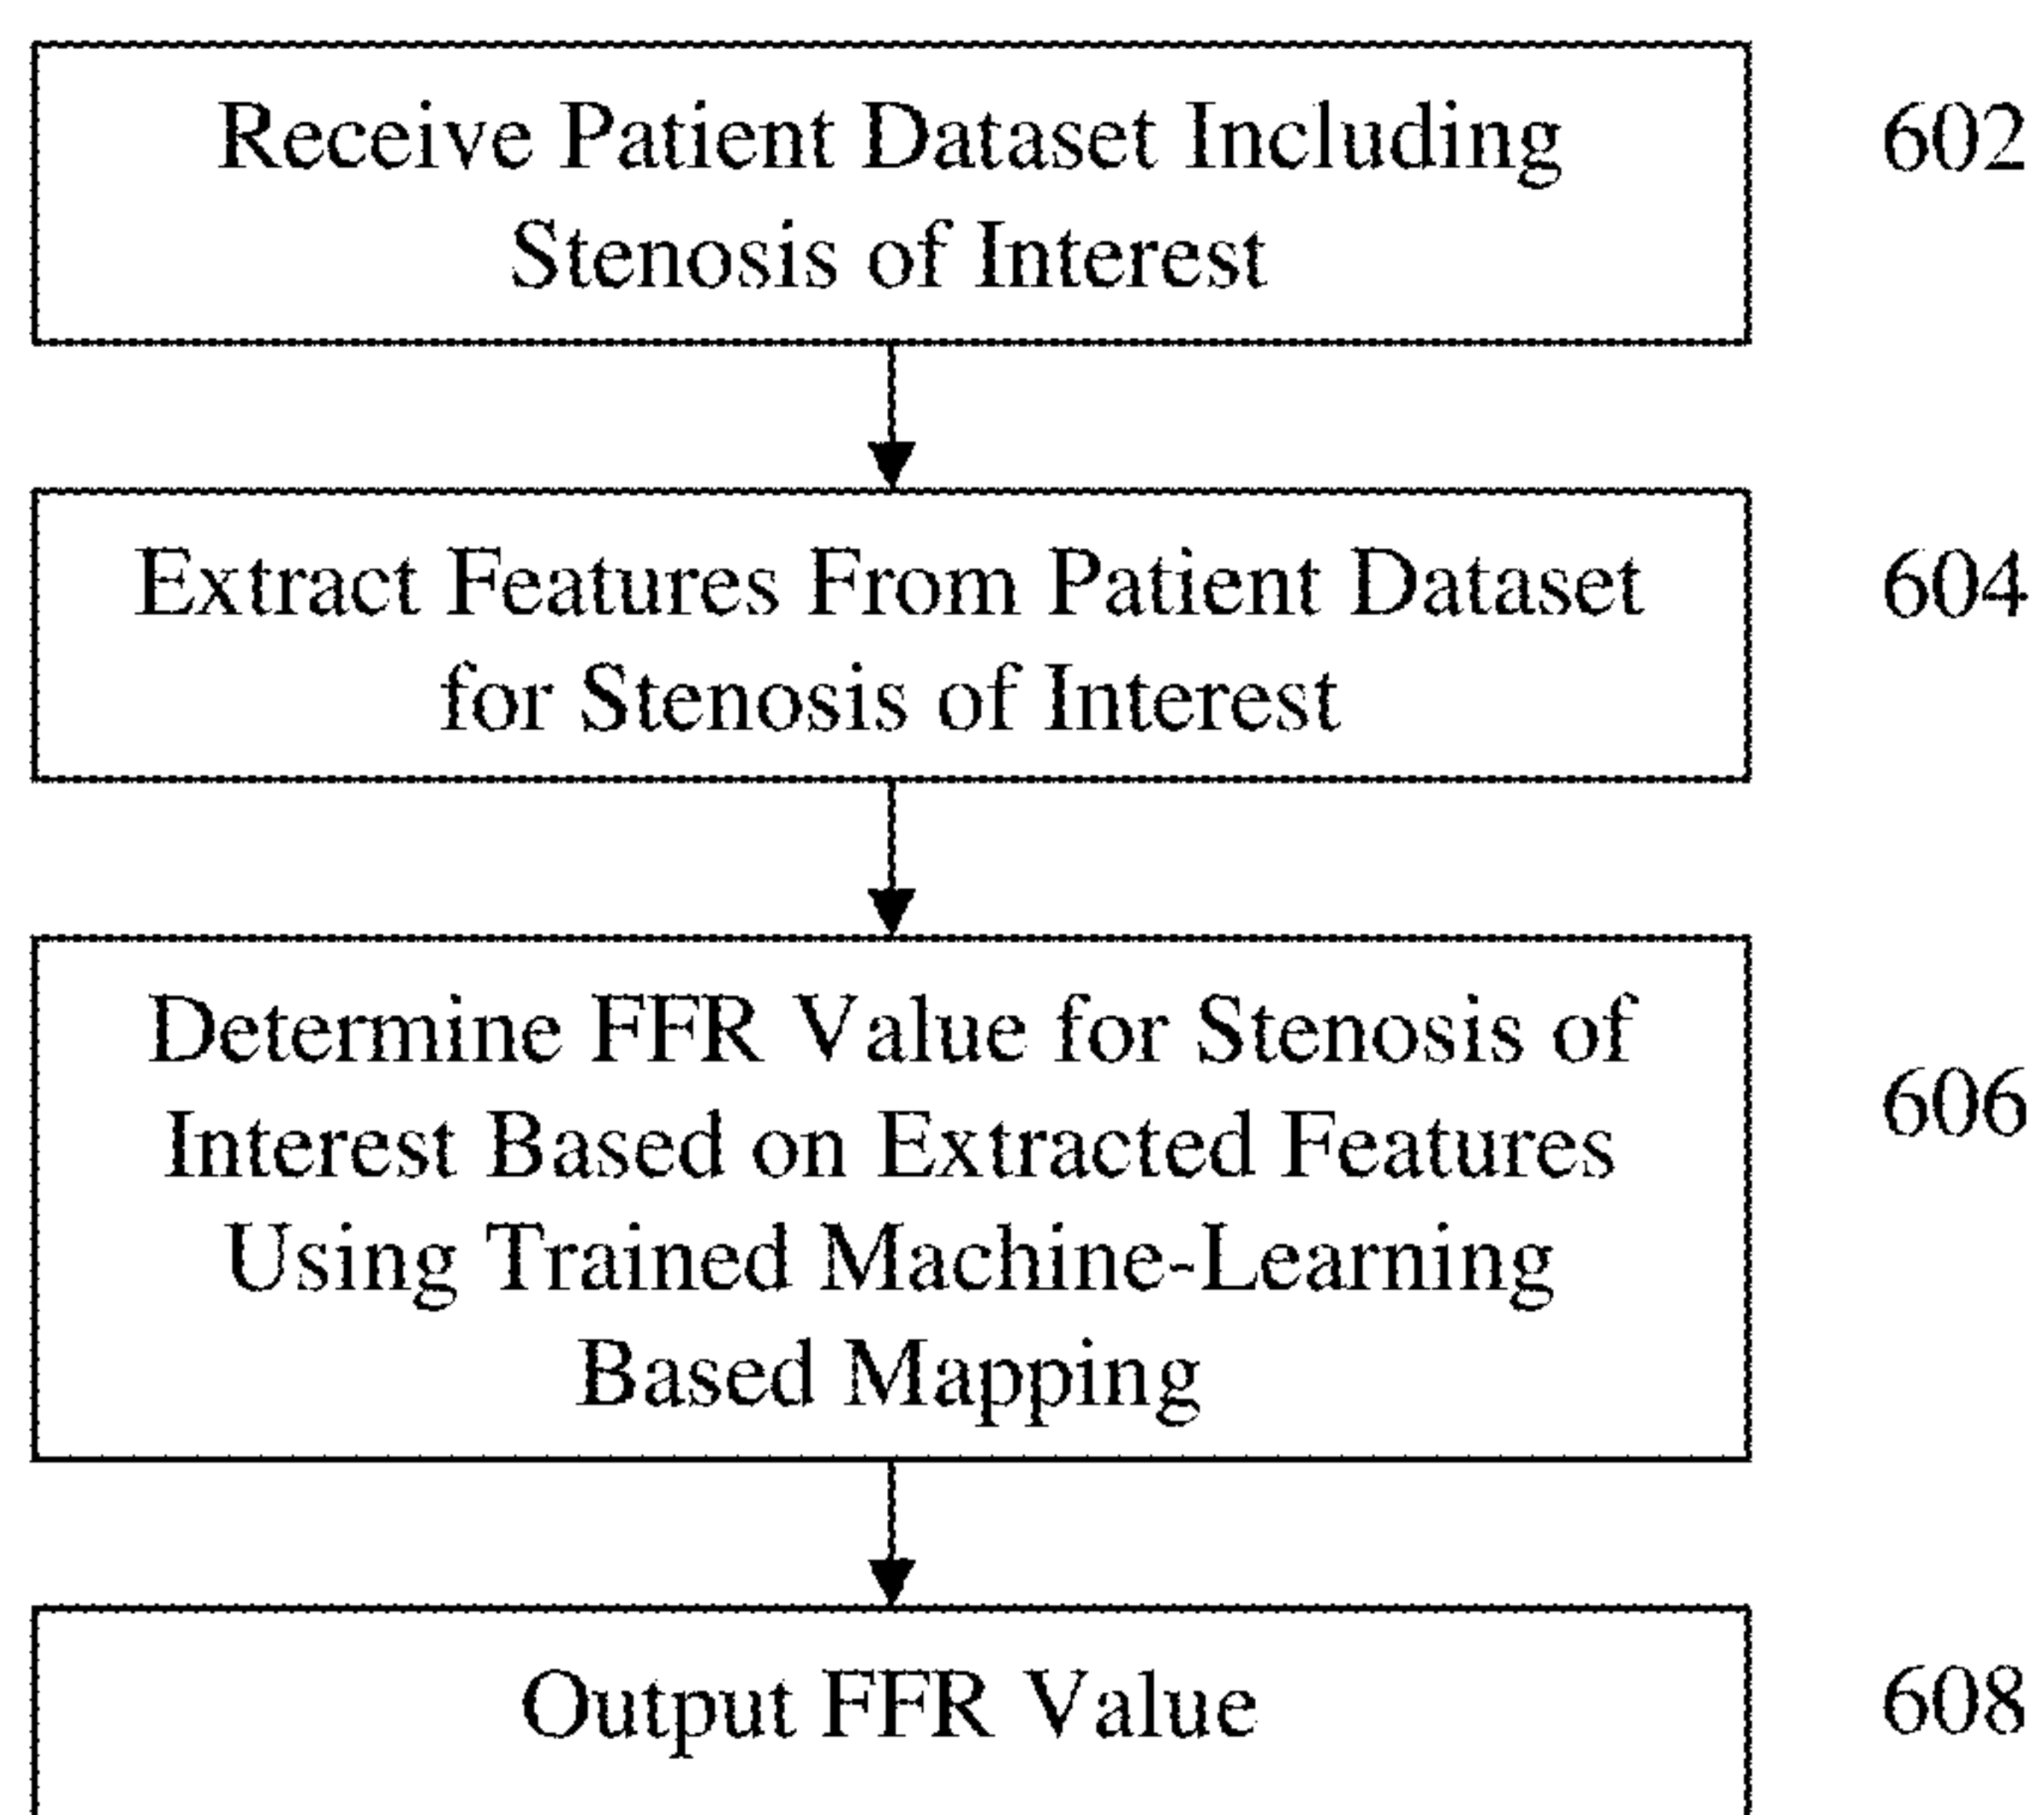 Receive Patient Dataset Including
Stenosis of Interest
602
Extract Features From Patient Dataset
for Stenosis of Interest
604
Determine FFR Value for Stenosis of
Interest Based on Extracted Features
Using Trained Machine-Learning
Based Mapping
606
Output FFR Value
608